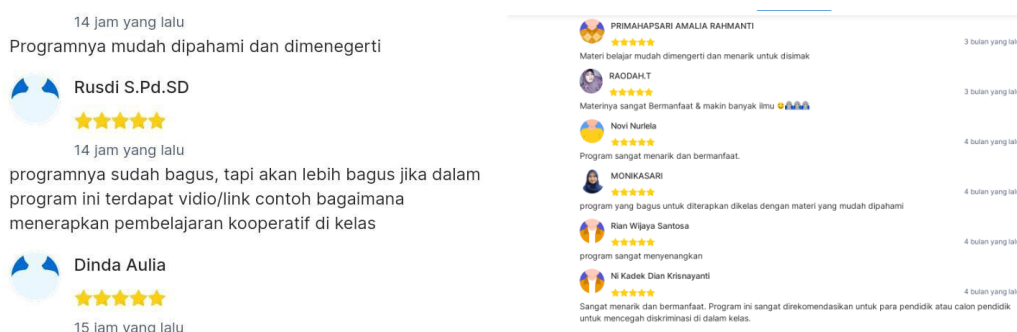 14 jam yang lalu
Programnya mudah dipahami dan dimenegerti
Rusdi S.Pd.SD
14 jam yang lalu
programnya sudah bagus, tapi akan lebih bagus jika dalam
program ini terdapat vidio/link contoh bagaimana
menerapkan pembelajaran kooperatif di kelas
Dinda Aulia
15 jam yang lalu
PRIMAHAPSARI AMALIA RAHMANTI
3 bulan yang lal
Materi belajar mudah dimengerti dan menarik untuk disimak
RAODAH.T
3 bulan yang lal
Materinya sangat Bermanfaat & makin banyak ilmu
Novi Nurlela
4 bulan yang lal
Program sangat menarik dan bermanfaat.
MONIKASARI
4 bulan yang lal
program yang bagus untuk diterapkan dikelas dengan materi yang mudah dipahami
Rian Wijaya Santosa
4 bulan yang lal
program sangat menyenangkan
Ni Kadek Dian Krisnayanti
4 bulan yang lal
Sangat menarik dan bermanfaat. Program ini sangat direkomendasikan untuk para pendidik atau calon pendidik
untuk mencegah diskriminasi di dalam kelas.